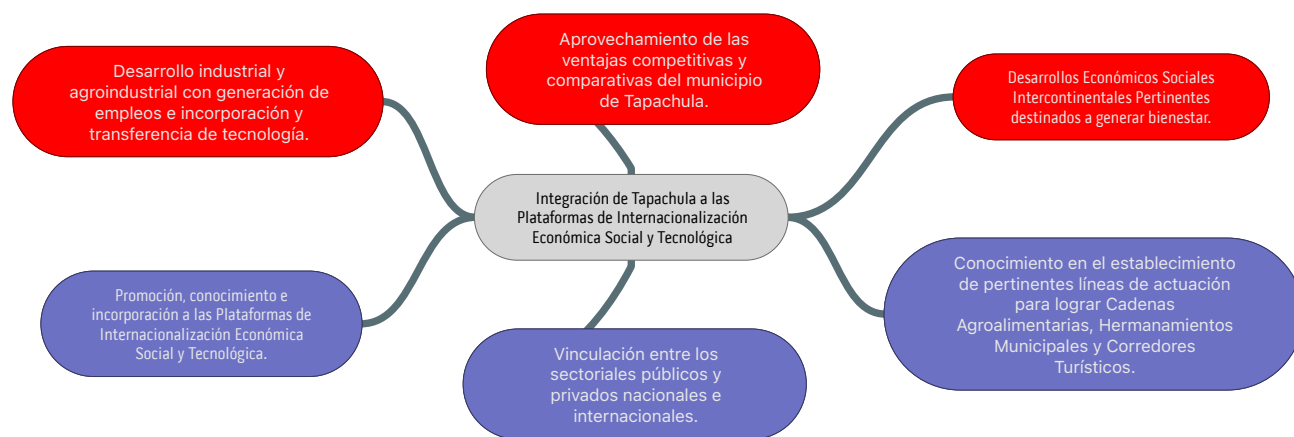 Desarrollo industrial y
agroindustrial con generación de
empleos e incorporación y
transferencia de tecnología.
Aprovechamiento de las
ventajas competitivas y
comparativas del municipio
de Tapachula.
Desarrollos Económicos Sociales
Intercontinentales Pertinentes
destinados a generar bienestar.
Integración de Tapachula a las
Plataformas de Internacionalización
Económica Social y Tecnológica
Promoción, conocimiento e
incorporación a las Plataformas de
Internacionalización Económica
Social y Tecnológica.
Vinculación entre los
sectoriales públicos y
privados nacionales e
internacionales.
Conocimiento en el establecimiento
de pertinentes líneas de actuación
para lograr Cadenas
Agroalimentarias, Hermanamientos
Municipales y Corredores
Turísticos.